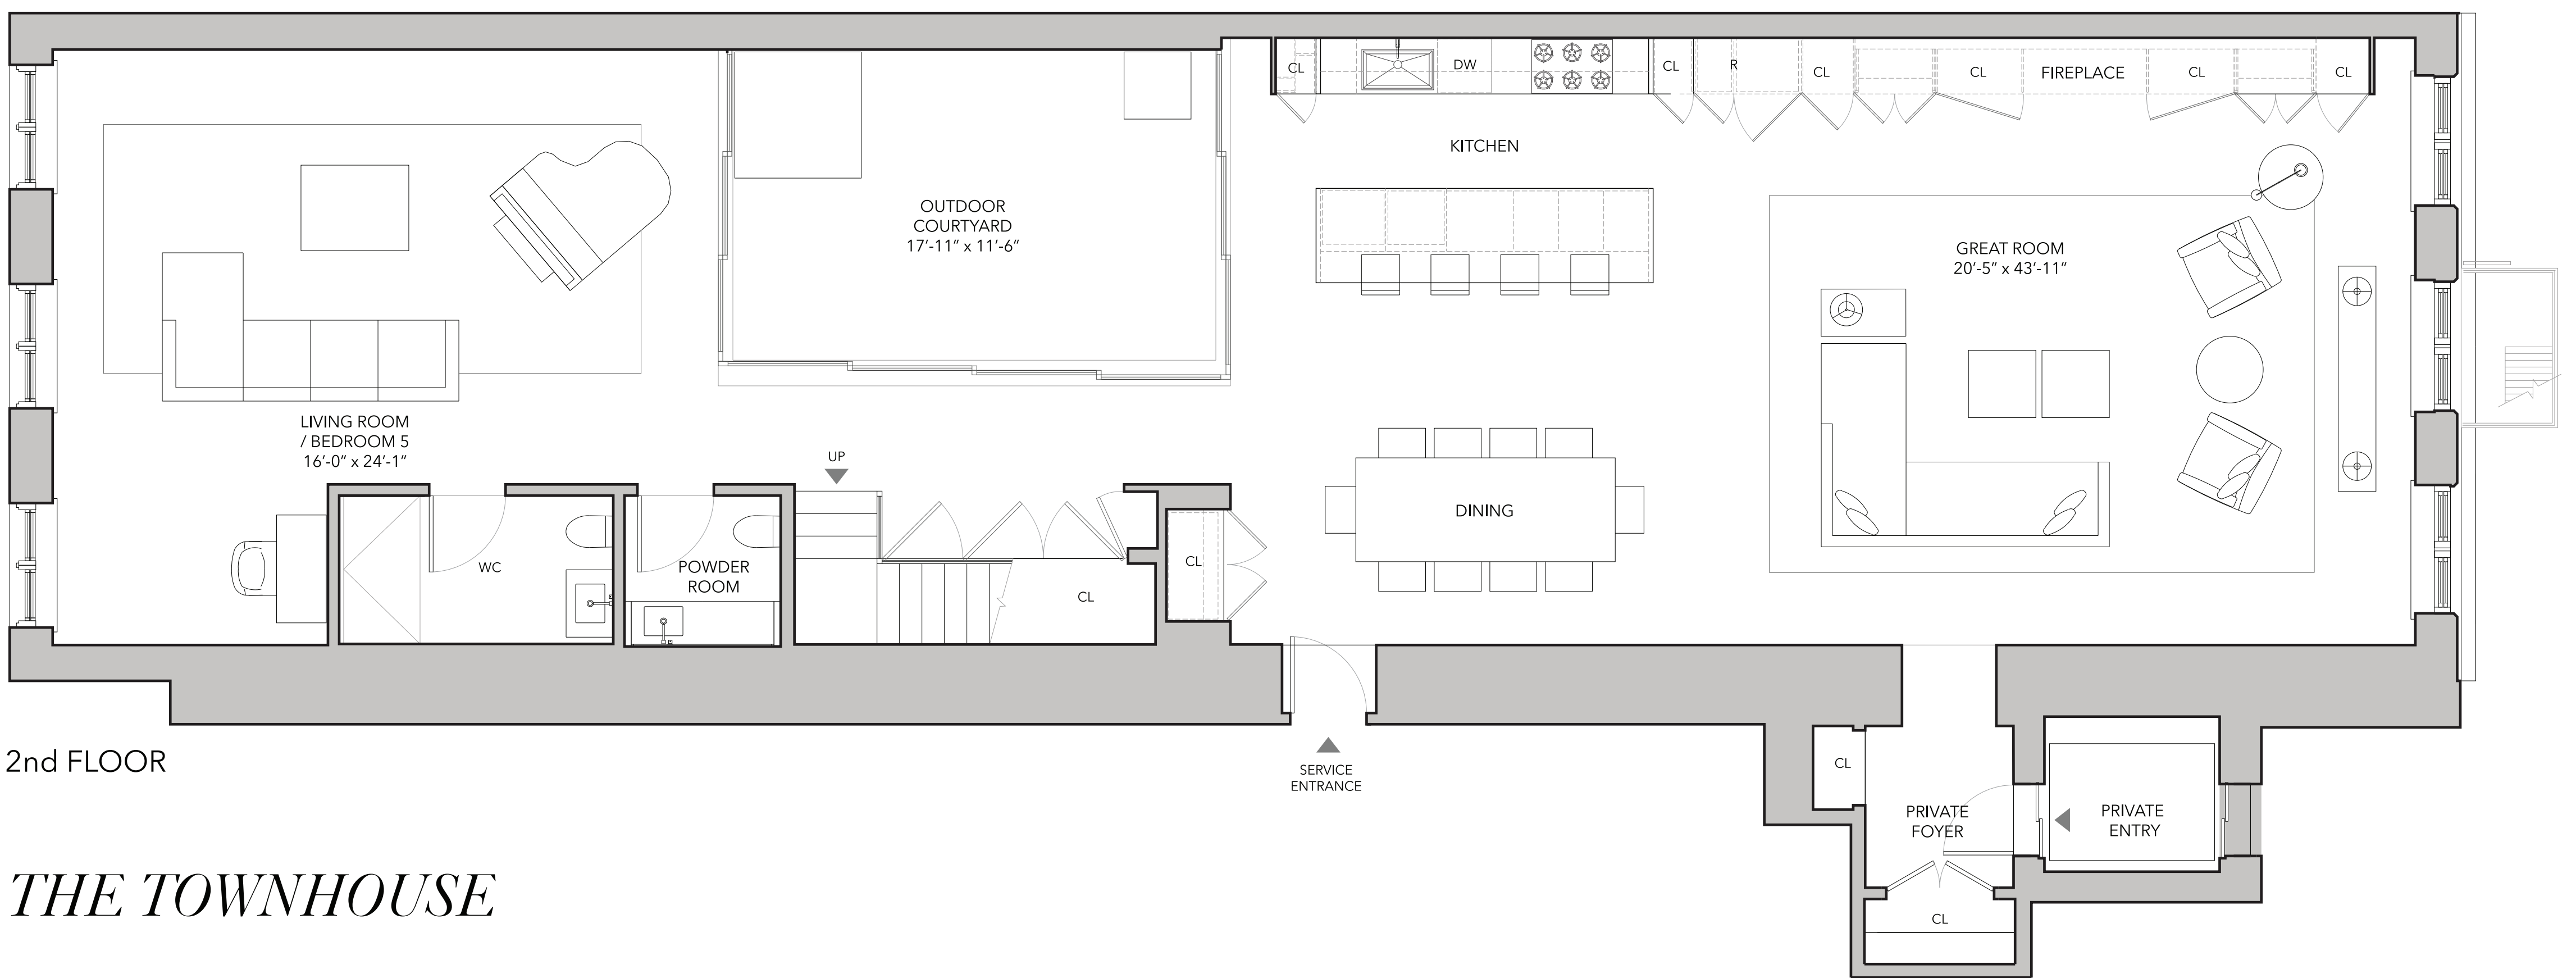 CL
DW
CL
R
CL
CL
FIREPLACE
CL
CL
KITCHEN
OUTDOOR
COURTYARD
17'-11" x 11'-6"
GREAT ROOM
20'-5" x 43'-11"
LIVING ROOM
/ BEDROOM 5
16'-0" x 24'-1"
UP
DINING
WC
POWDER
ROOM
CL
CL
2nd FLOOR
SERVICE
ENTRANCE
CL
PRIVATE
FOYER
PRIVATE
ENTRY
CL
THE TOWNHOUSE